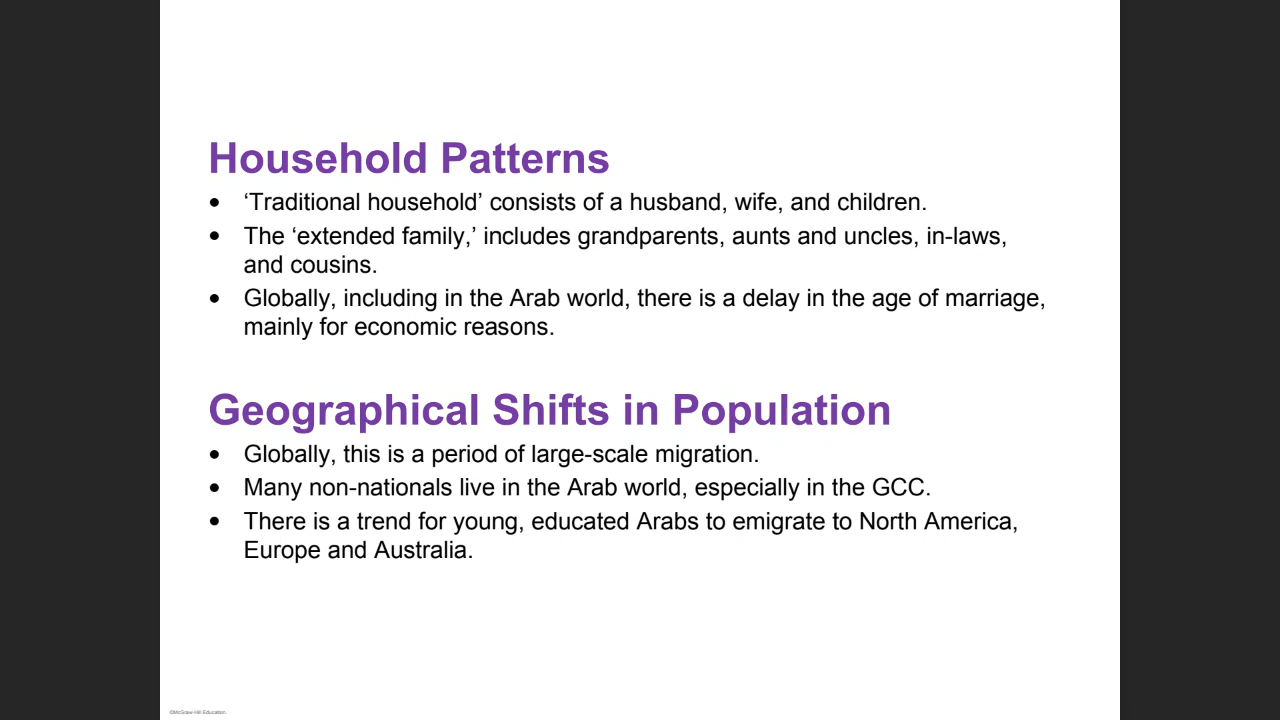 Household Patterns
• ‘Traditional household’ consists of a husband, wife, and children.
• The ‘extended family,’ includes grandparents, aunts and uncles, in-laws,
and cousins.
• Globally, including in the Arab world, there is a delay in the age of marriage,
mainly for economic reasons.
Geographical Shifts in Population
• Globally, this is a period of large-scale migration.
• Many non-nationals live in the Arab world, especially in the GCC.
• There is a trend for young, educated Arabs to emigrate to North America,
Europe and Australia.
©McGraw-Hill Education.